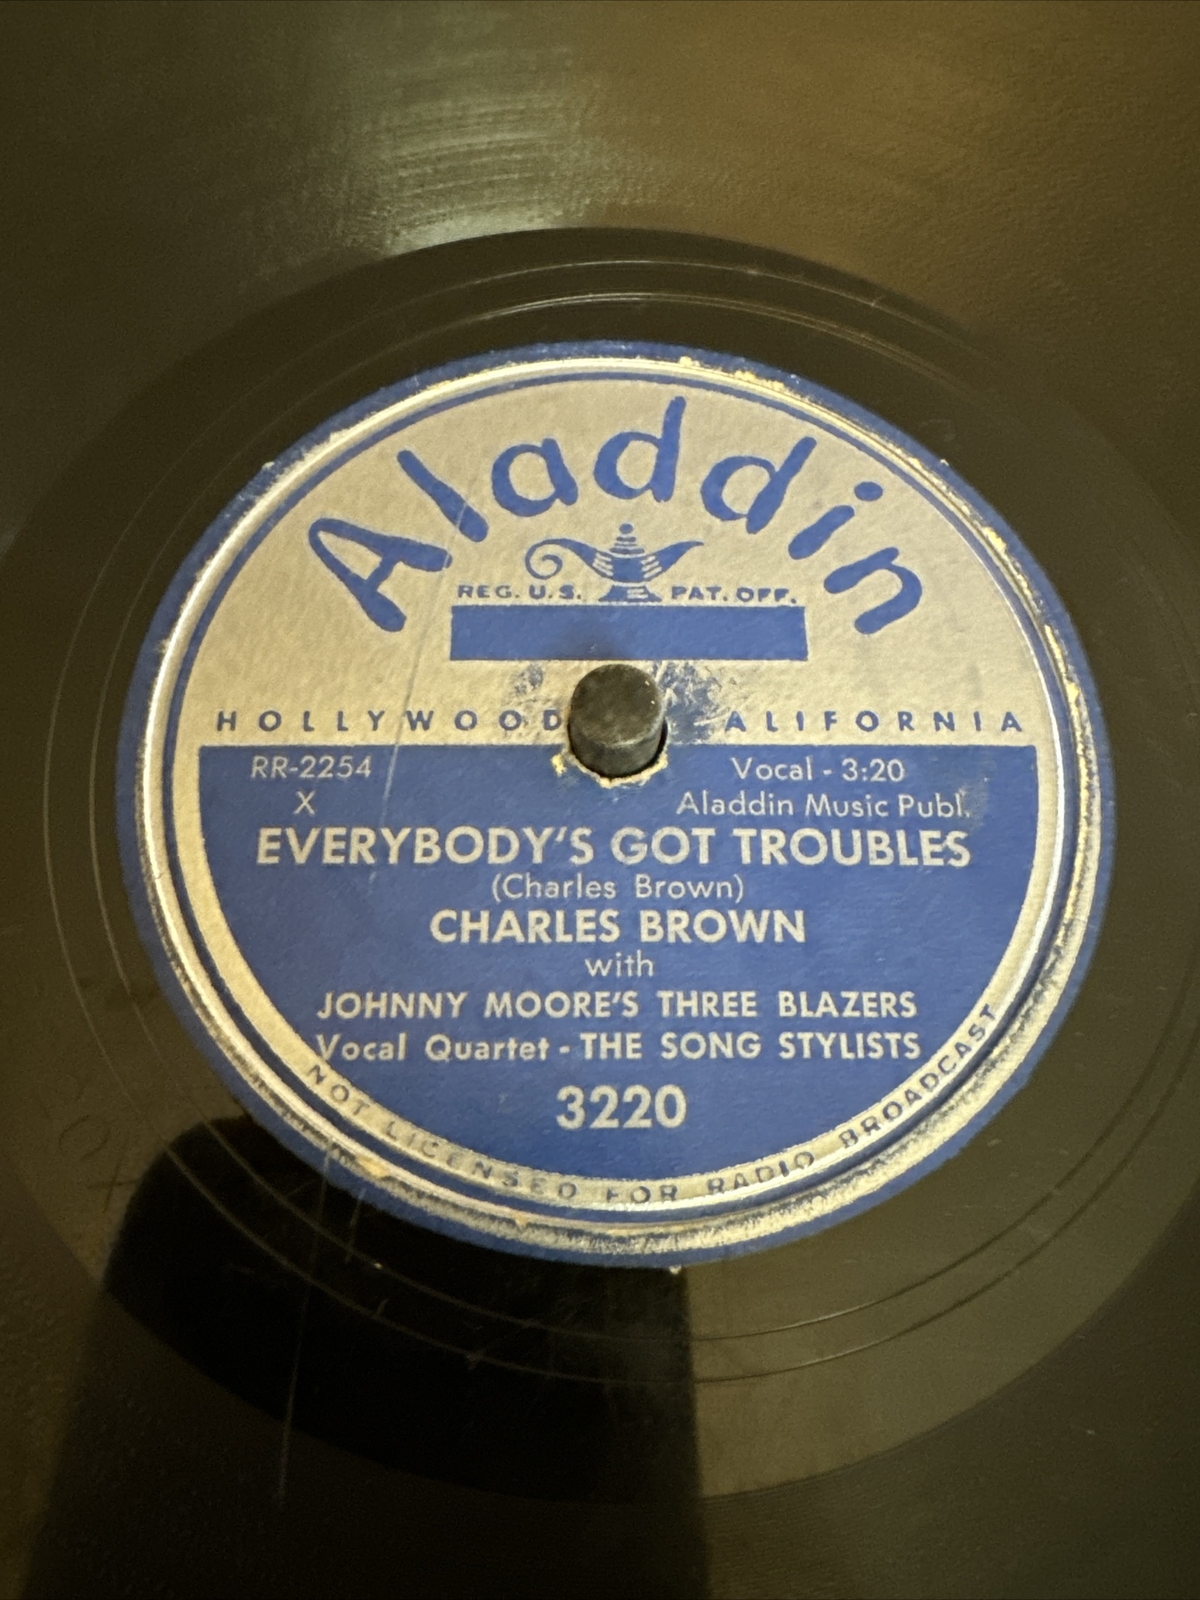 Aladdin
REG. U.S. PAT. OFF.
HOLLYWOOD ALIFORNIA
RR-2254
X
Vocal - 3:20
Aladdin Music Publ.
EVERYBODY'S GOT TROUBLES
(Charles Brown)
CHARLES BROWN
with
JOHNNY MOORE'S THREE BLAZERS
Vocal Quartet - THE SONG STYLISTS
3220
NOT LICENSED FOR RADIO BROADCAST